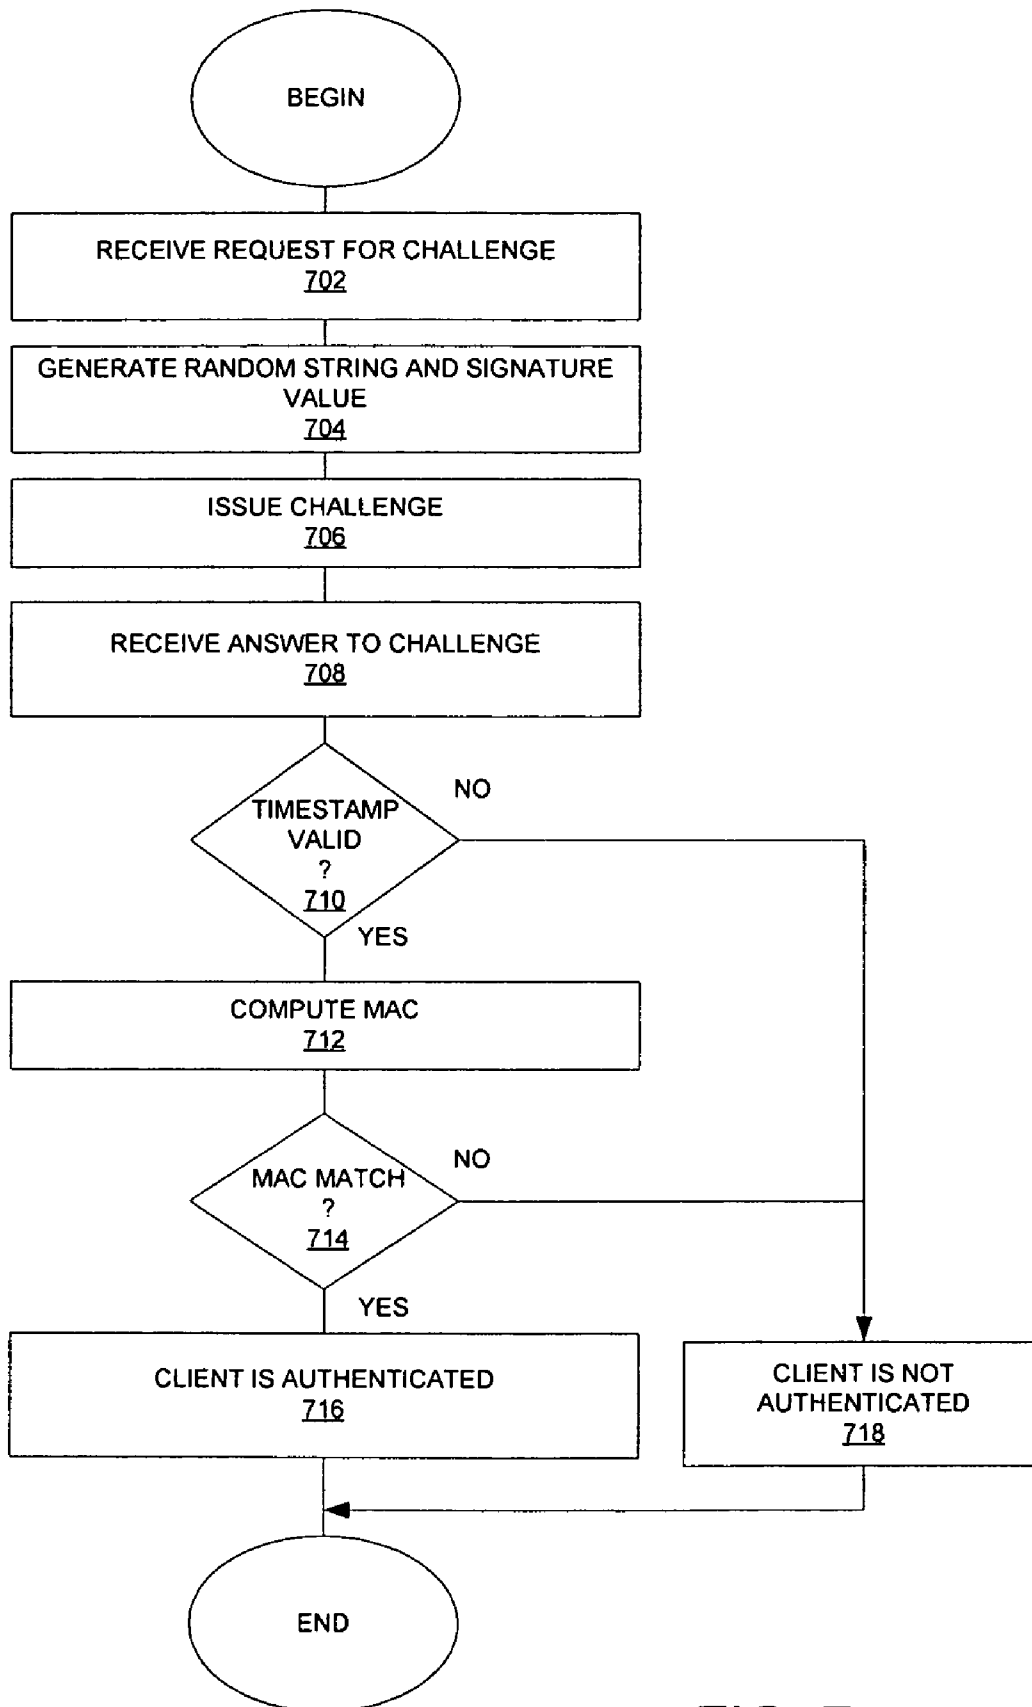 BEGIN
RECEIVE REQUEST FOR CHALLENGE
702
GENERATE RANDOM STRING AND SIGNATURE
VALUE
704
ISSUE CHALLENGE
706
RECEIVE ANSWER TO CHALLENGE
708
TIMESTAMP
VALID
?
710
NO
YES
COMPUTE MAC
712
MAC MATCH
?
714
NO
YES
CLIENT IS AUTHENTICATED
716
CLIENT IS NOT
AUTHENTICATED
718
END